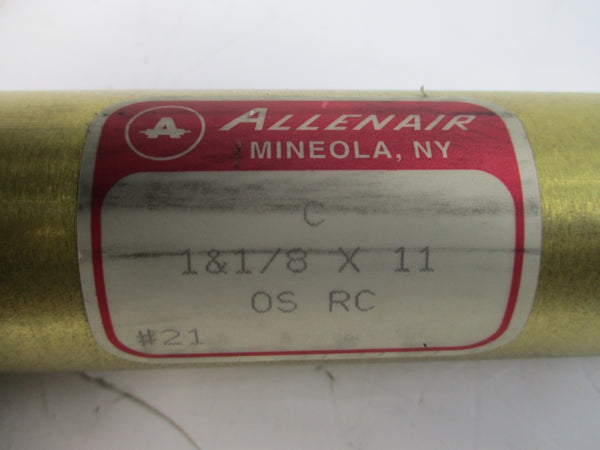 A ALLENAIR
MINEOLA, NY
C
1&1/8 X 11
OS RC
#21